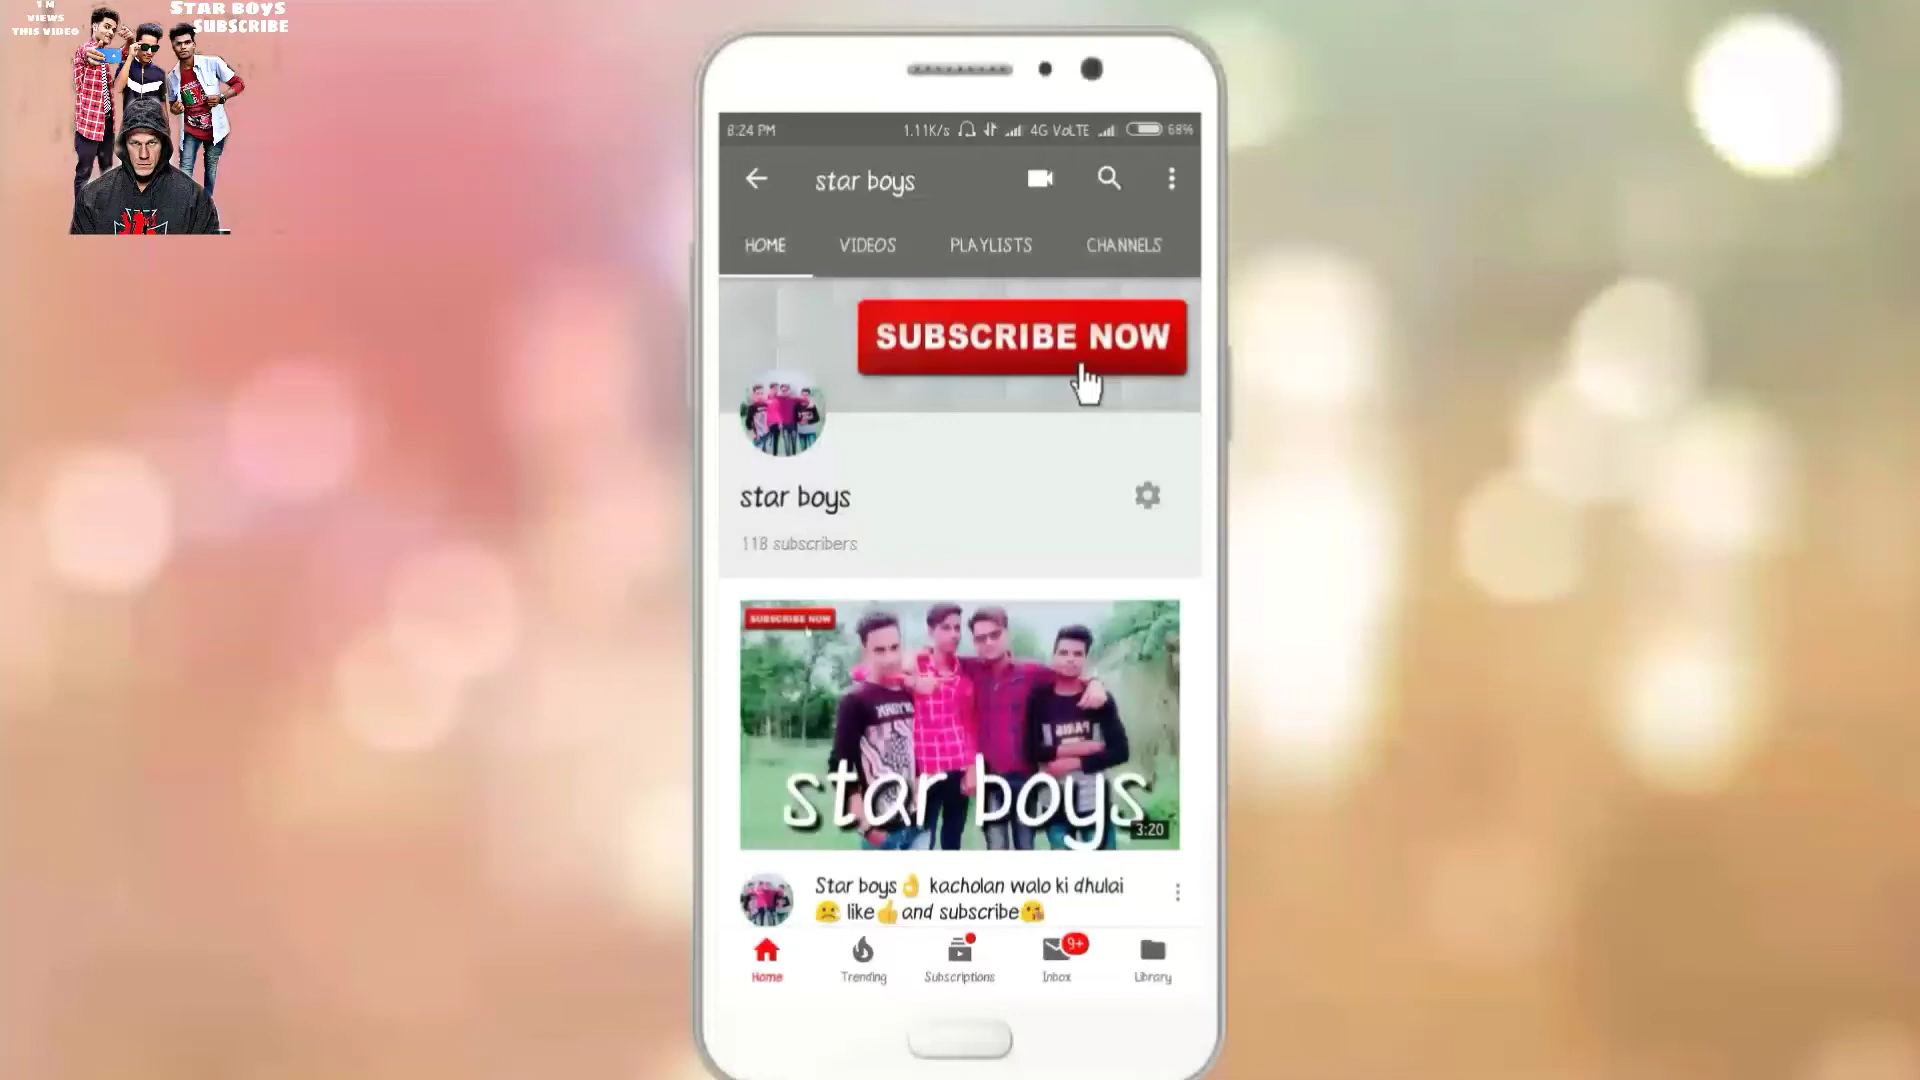 1 M
VIEWS
THIS VIDEO
STAR BOYS
SUBSCRIBE
8:24 PM 1.11K/s 4G VoLTE 68%
star boys
HOME VIDEOS PLAYLISTS CHANNELS
SUBSCRIBE NOW
star boys
118 subscribers
SUBSCRIBE NOW
star boys
3:20
Star boys👌 kacholan walo ki dhulai
☹️ like👍and subscribe😘
9+
Home Trending Subscriptions Inbox Library